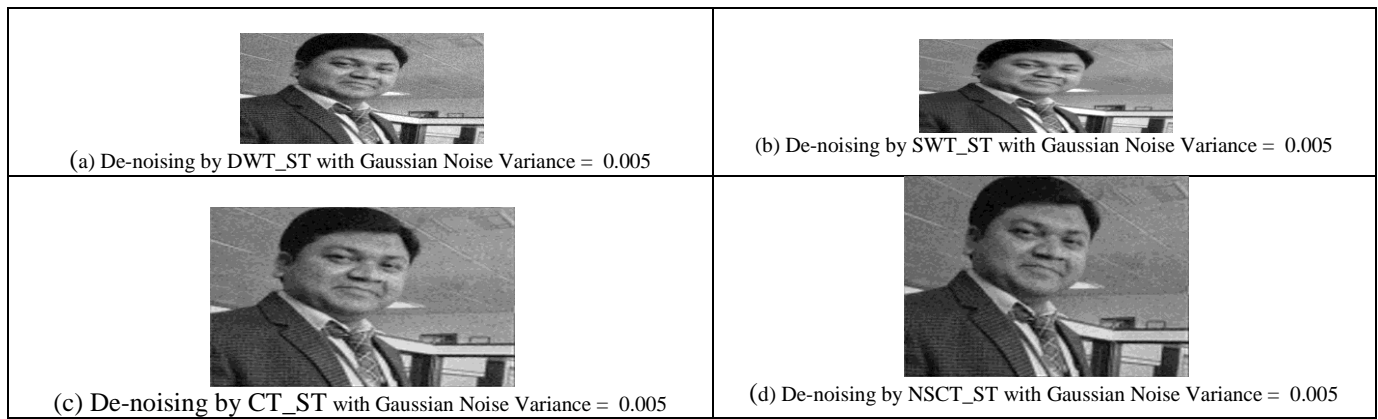 (a) De-noising by DWT_ST with Gaussian Noise Variance = 0.005
(b) De-noising by SWT_ST with Gaussian Noise Variance = 0.005
(c) De-noising by CT_ST with Gaussian Noise Variance = 0.005
(d) De-noising by NSCT_ST with Gaussian Noise Variance = 0.005